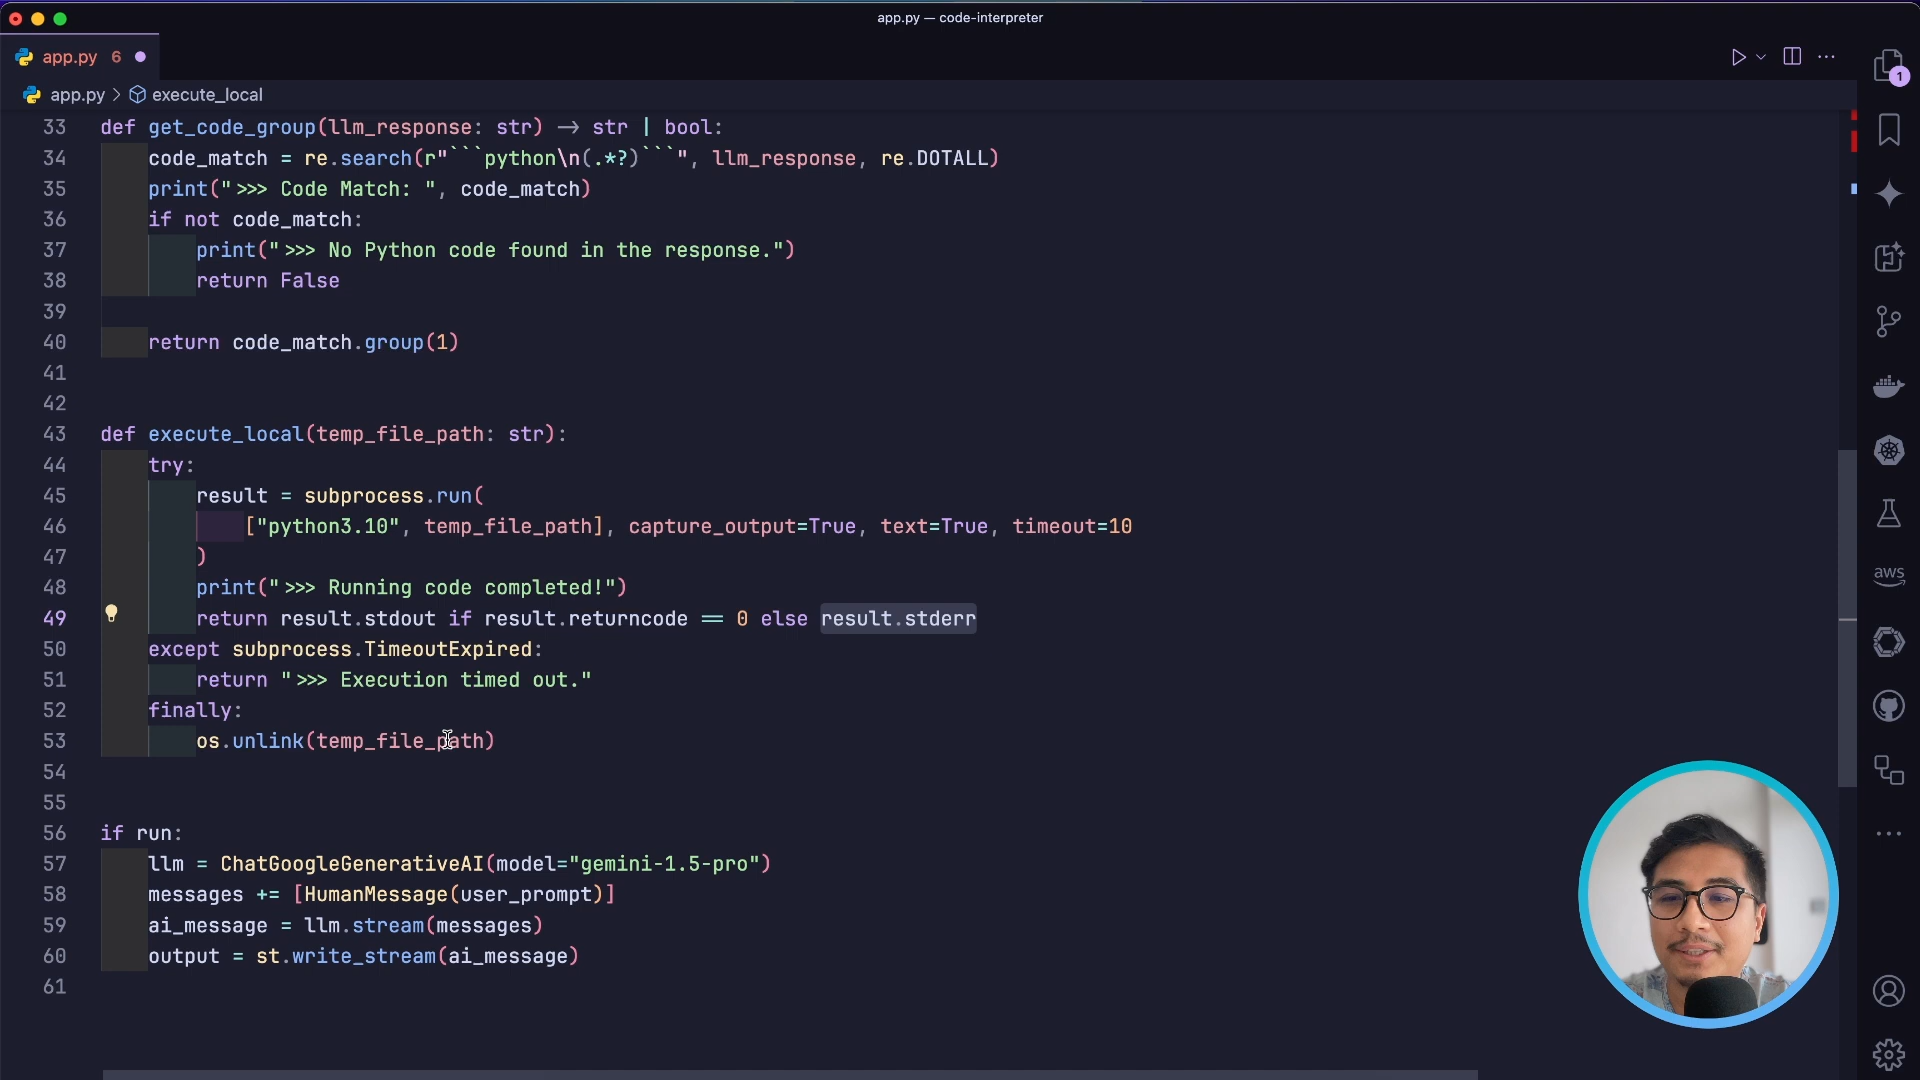 app.py — code-interpreter
app.py 6
app.py > execute_local
1
33 def get_code_group(llm_response: str) -> str | bool:
34 code_match = re.search(r"```python\n(.*?)```", llm_response, re.DOTALL)
35 print(">>> Code Match: ", code_match)
36 if not code_match:
37 print(">>> No Python code found in the response.")
38 return False
39
40 return code_match.group(1)
41
42
43 def execute_local(temp_file_path: str):
44 try:
45 result = subprocess.run(
46 ["python3.10", temp_file_path], capture_output=True, text=True, timeout=10
47 )
48 print(">>> Running code completed!")
49 return result.stdout if result.returncode == 0 else result.stderr
50 except subprocess.TimeoutExpired:
51 return ">>> Execution timed out."
52 finally:
53 os.unlink(temp_file_path)
54
55
56 if run:
57 llm = ChatGoogleGenerativeAI(model="gemini-1.5-pro")
58 messages += [HumanMessage(user_prompt)]
59 ai_message = llm.stream(messages)
60 output = st.write_stream(ai_message)
61
aws